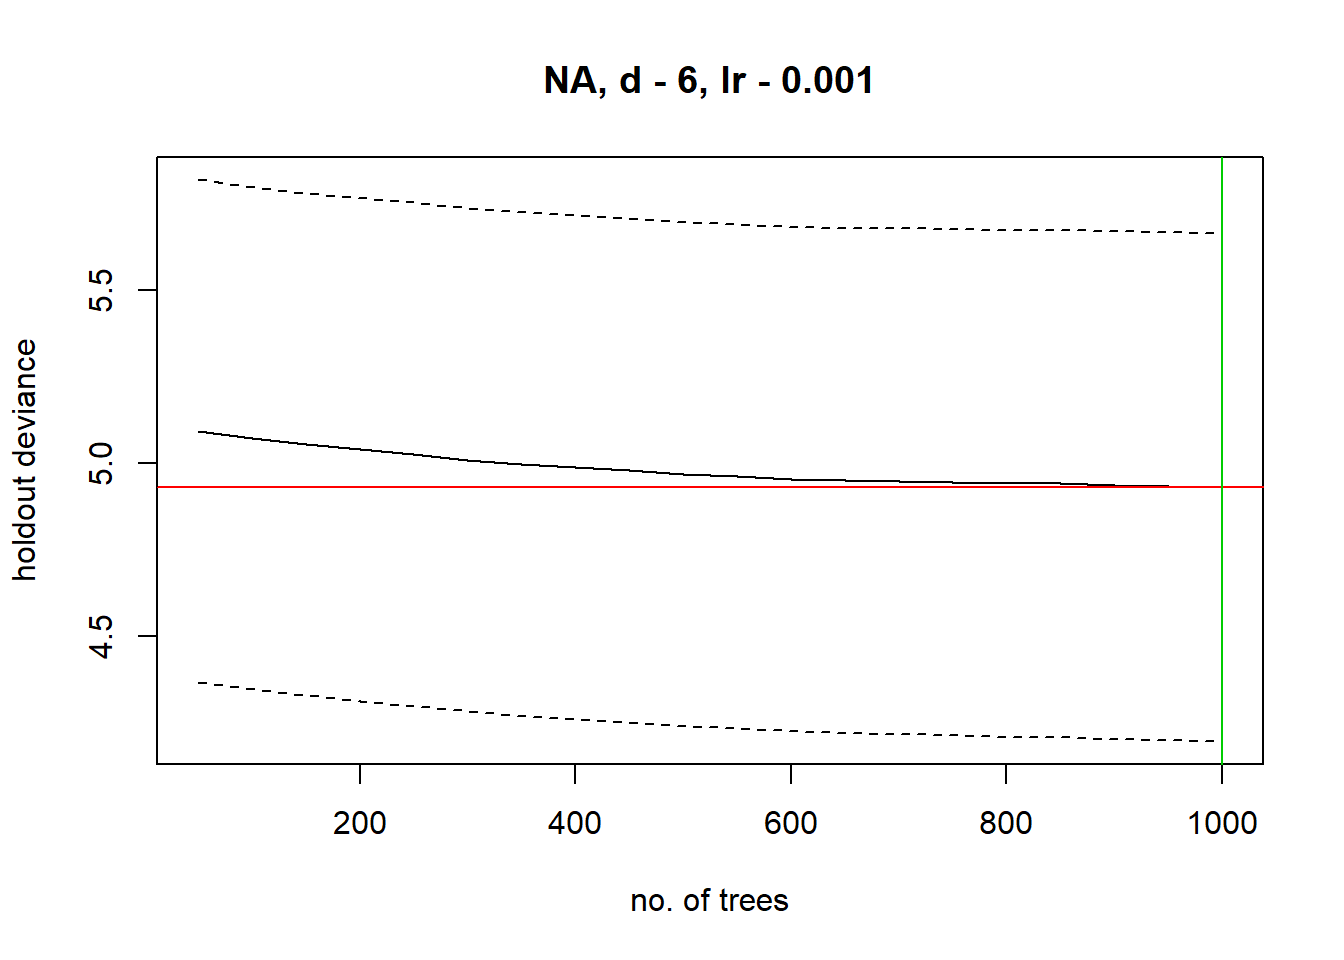 NA, d - 6, lr - 0.001
holdout deviance
5.5
5.0
4.5
200 400 600 800 1000
no. of trees